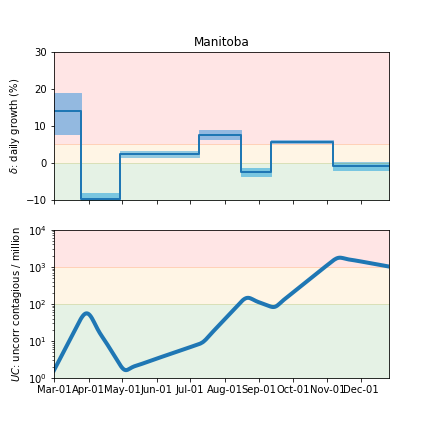 Manitoba
δ: daily growth (%)
30
20
10
0
−10
UC: uncorr contagious / million
10⁴
10³
10²
10¹
10⁰
Mar-01 Apr-01 May-01 Jun-01 Jul-01 Aug-01 Sep-01 Oct-01 Nov-01 Dec-01